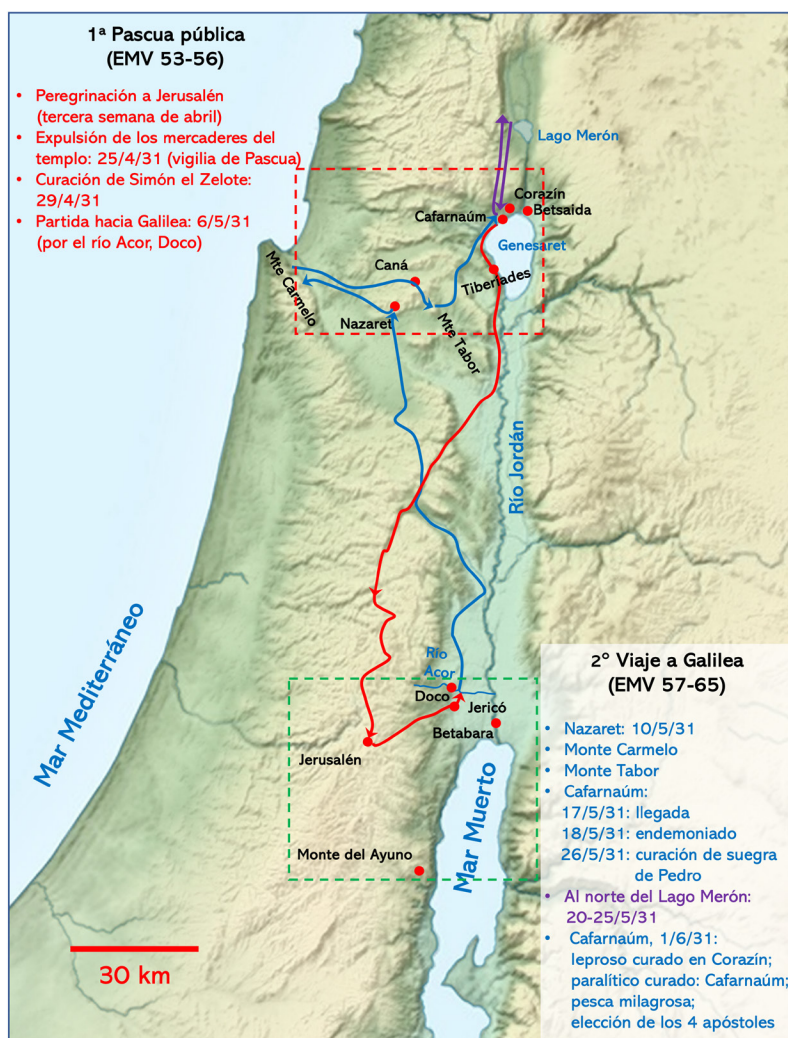 1ª Pascua pública
(EMV 53-56)
• Peregrinación a Jerusalén
(tercera semana de abril)
• Expulsión de los mercaderes del
templo: 25/4/31 (vigilia de Pascua)
• Curación de Simón el Zelote:
29/4/31
• Partida hacia Galilea: 6/5/31
(por el río Acor, Doco)
Lago Merón
Corazín
Cafarnaúm
Betsaida
Genesaret
Caná
Tiberíades
Mte Carmelo
Nazaret
Mte Tabor
Río Jordán
Mar Mediterráneo
Río
Acor
Doco
Jericó
Betabara
Jerusalén
Mar Muerto
Monte del Ayuno
30 km
2º Viaje a Galilea
(EMV 57-65)
• Nazaret: 10/5/31
• Monte Carmelo
• Monte Tabor
• Cafarnaúm:
17/5/31: llegada
18/5/31: endemoniado
26/5/31: curación de suegra
de Pedro
• Al norte del Lago Merón:
20-25/5/31
• Cafarnaúm, 1/6/31:
leproso curado en Corazín;
paralítico curado: Cafarnaúm;
pesca milagrosa;
elección de los 4 apóstoles